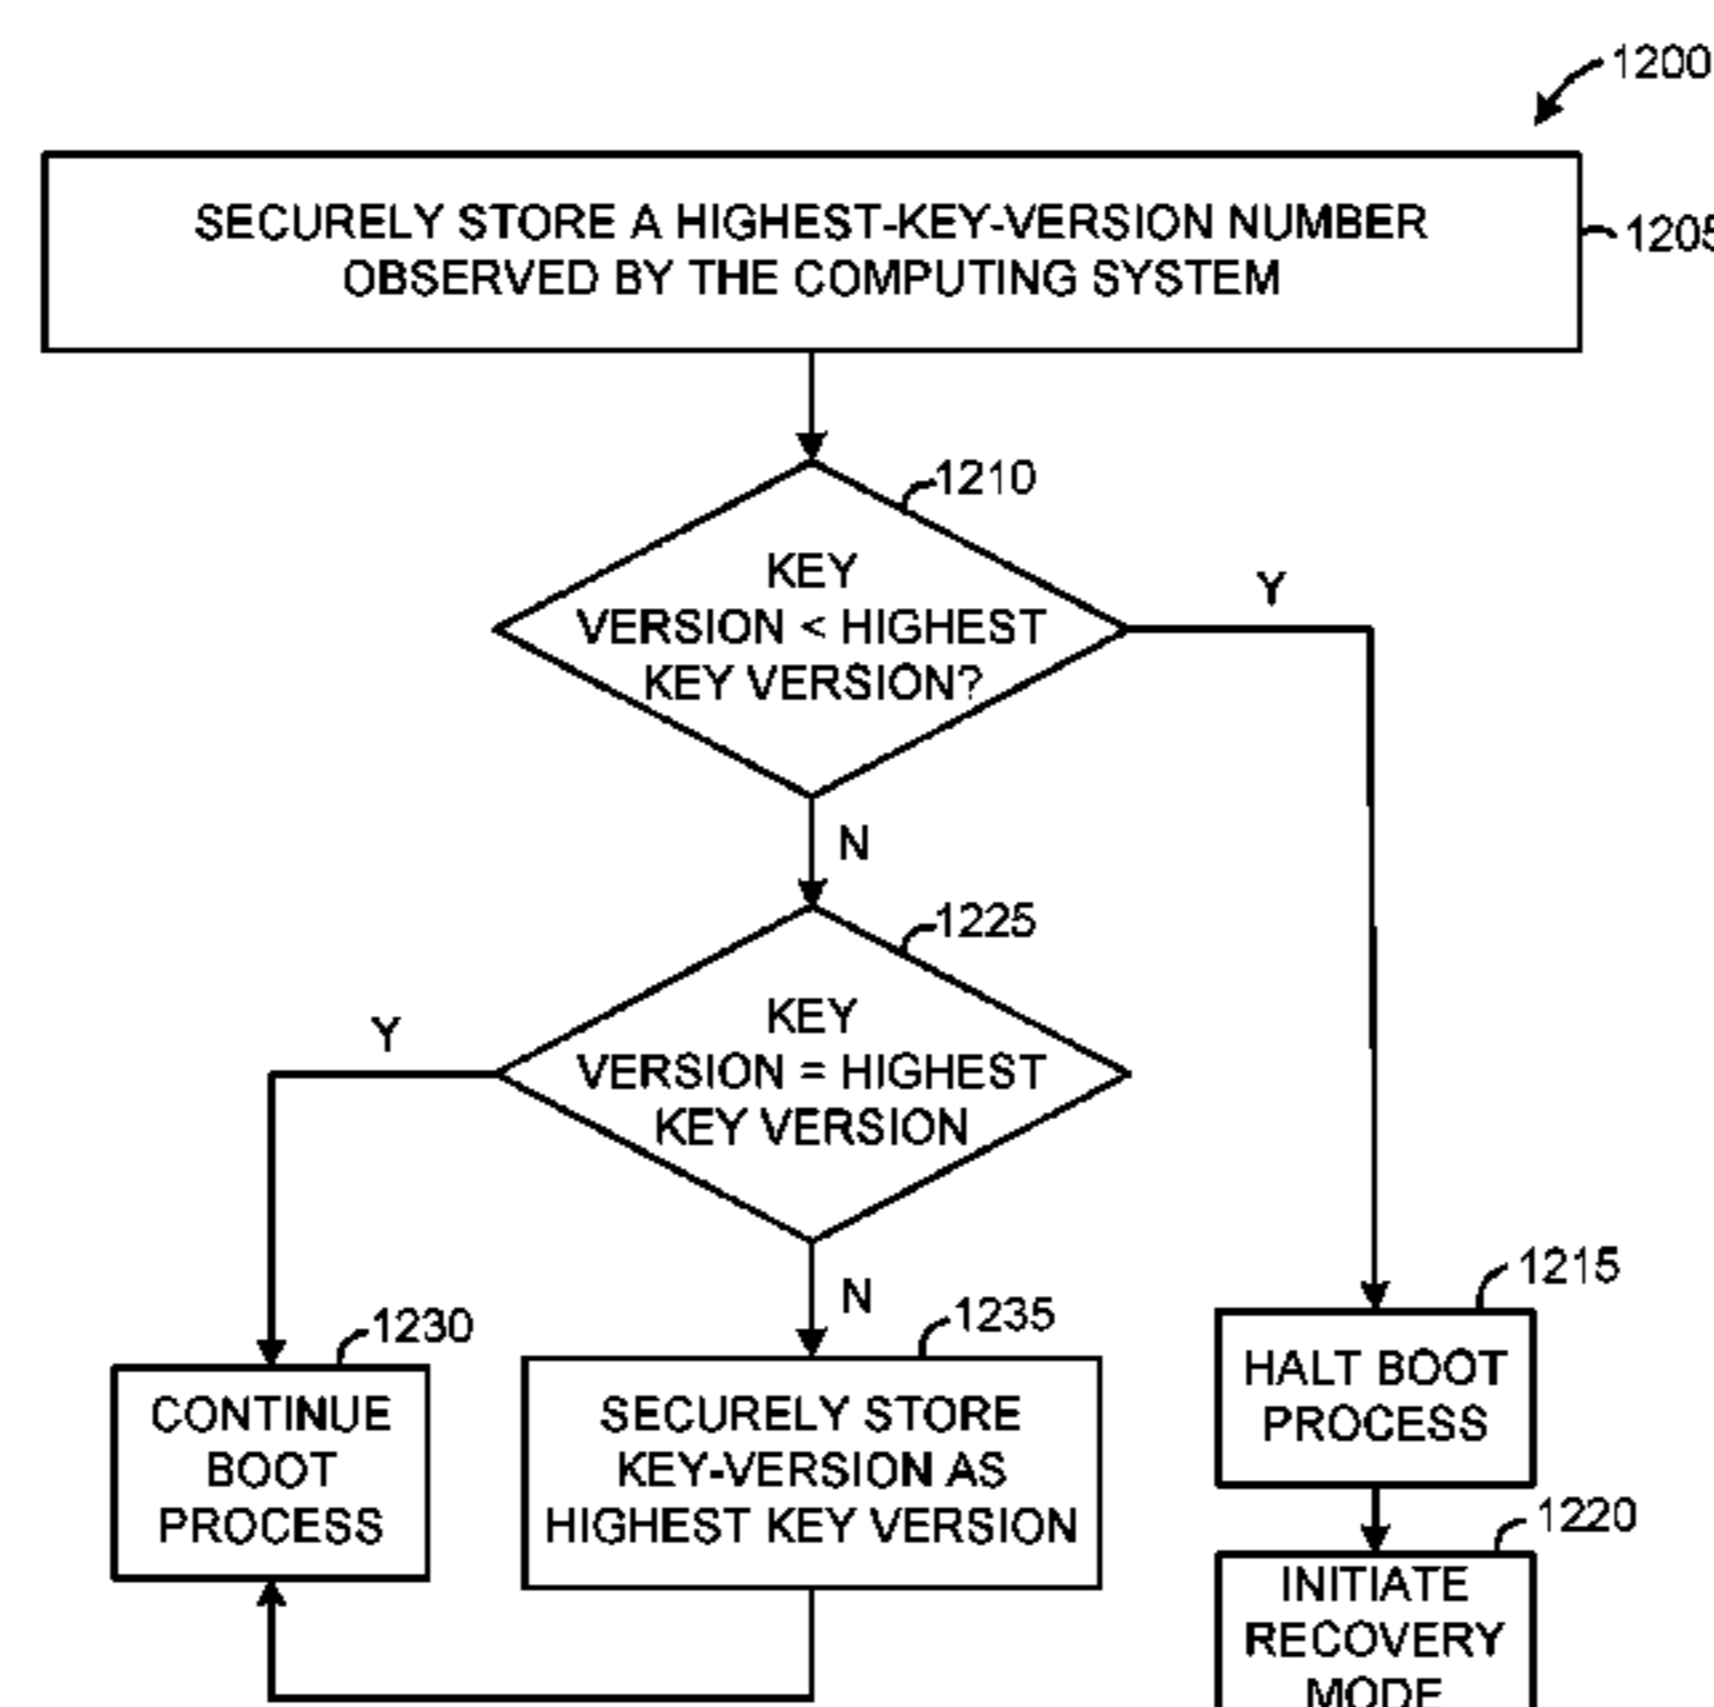 1200
SECURELY STORE A HIGHEST-KEY-VERSION NUMBER
OBSERVED BY THE COMPUTING SYSTEM
1205
1210
KEY
VERSION < HIGHEST
KEY VERSION?
Y
N
1225
KEY
VERSION = HIGHEST
KEY VERSION
Y
N
1230
CONTINUE
BOOT
PROCESS
1235
SECURELY STORE
KEY-VERSION AS
HIGHEST KEY VERSION
1215
HALT BOOT
PROCESS
1220
INITIATE
RECOVERY
MODE